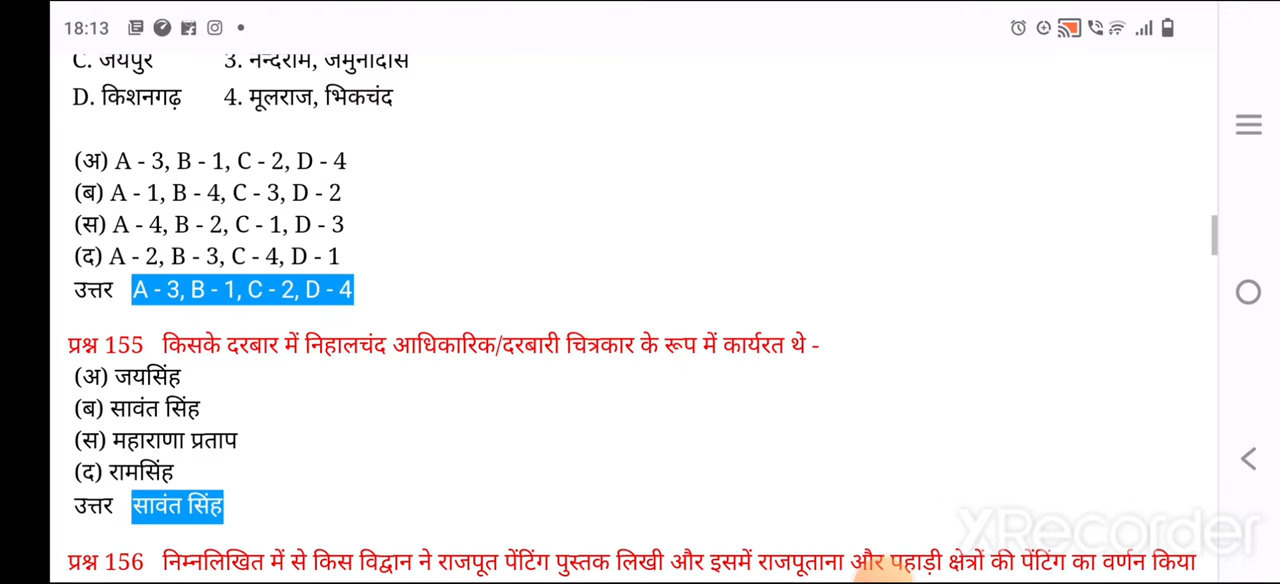 18:13
C. जयपुर 3. नन्दराम, जमुनादास
D. किशनगढ़ 4. मूलराज, भिकचंद
(अ) A - 3, B - 1, C - 2, D - 4
(ब) A - 1, B - 4, C - 3, D - 2
(स) A - 4, B - 2, C - 1, D - 3
(द) A - 2, B - 3, C - 4, D - 1
उत्तर A - 3, B - 1, C - 2, D - 4
प्रश्न 155 किसके दरबार में निहालचंद आधिकारिक/दरबारी चित्रकार के रूप में कार्यरत थे -
(अ) जयसिंह
(ब) सावंत सिंह
(स) महाराणा प्रताप
(द) रामसिंह
उत्तर सावंत सिंह
XRecorder
प्रश्न 156 निम्नलिखित में से किस विद्वान ने राजपूत पेंटिंग पुस्तक लिखी और इसमें राजपूताना और पहाड़ी क्षेत्रों की पेंटिंग का वर्णन किया